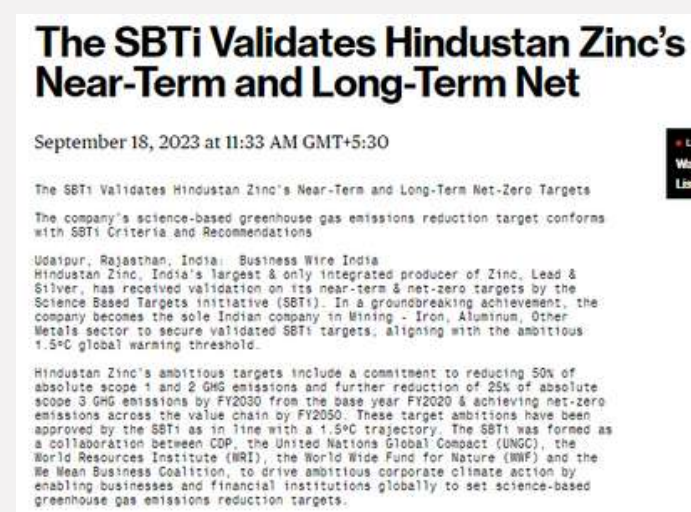 The SBTi Validates Hindustan Zinc's
Near-Term and Long-Term Net
September 18, 2023 at 11:33 AM GMT+5:30
The SBTi Validates Hindustan Zinc's Near-Term and Long-Term Net-Zero Targets
The company's science-based greenhouse gas emissions reduction target conforms
with SBTi Criteria and Recommendations
Udaipur, Rajasthan, India: Business Wire India
Hindustan Zinc, India's largest & only integrated producer of Zinc, Lead &
Silver, has received validation on its near-term & net-zero targets by the
Science Based Targets initiative (SBTi). In a groundbreaking achievement, the
company becomes the sole Indian company in Mining - Iron, Aluminum, Other
Metals sector to secure validated SBTi targets, aligning with the ambitious
1.5ºC global warming threshold.
Hindustan Zinc's ambitious targets include a commitment to reducing 50% of
absolute scope 1 and 2 GHG emissions and further reduction of 25% of absolute
scope 3 GHG emissions by FY2030 from the base year FY2020 & achieving net-zero
emissions across the value chain by FY2050. These target ambitions have been
approved by the SBTi as in line with a 1.5ºC trajectory. The SBTi was formed as
a collaboration between CDP, the United Nations Global Compact (UNGC), the
World Resources Institute (WRI), the World Wide Fund for Nature (WWF) and the
We Mean Business Coalition, to drive ambitious corporate climate action by
enabling businesses and financial institutions globally to set science-based
greenhouse gas emissions reduction targets.